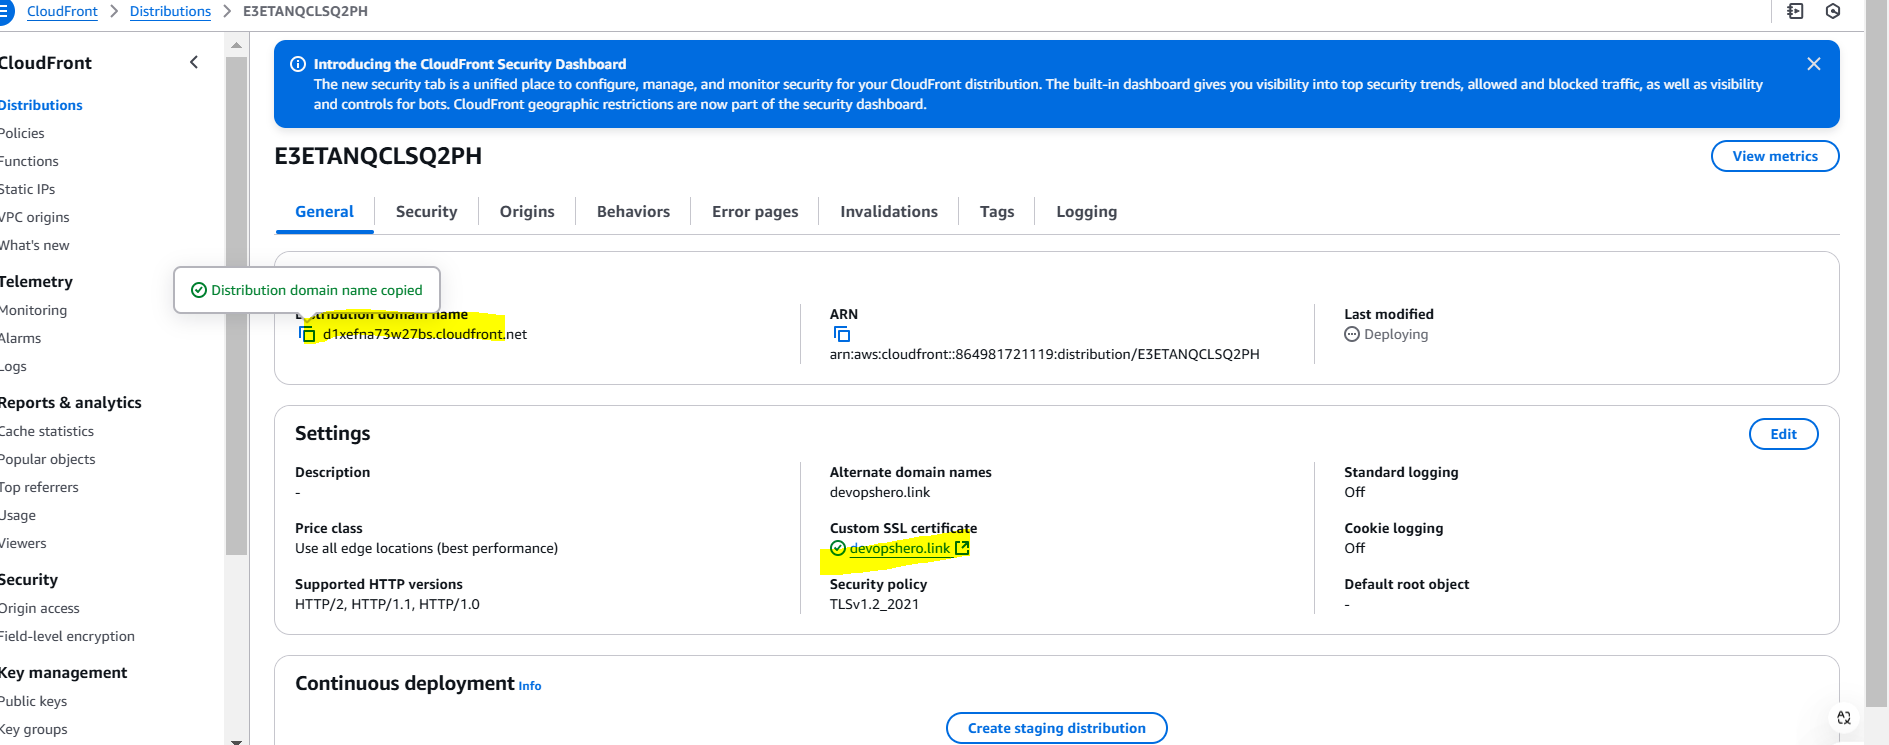 CloudFront > Distributions > E3ETANQCLSQ2PH
CloudFront
Distributions
Policies
Functions
Static IPs
VPC origins
What's new
Telemetry
Monitoring
Alarms
Logs
Reports & analytics
Cache statistics
Popular objects
Top referrers
Usage
Viewers
Security
Origin access
Field-level encryption
Key management
Public keys
Key groups
Introducing the CloudFront Security Dashboard
The new security tab is a unified place to configure, manage, and monitor security for your CloudFront distribution. The built-in dashboard gives you visibility into top security trends, allowed and blocked traffic, as well as visibility
and controls for bots. CloudFront geographic restrictions are now part of the security dashboard.
E3ETANQCLSQ2PH
View metrics
General
Security
Origins
Behaviors
Error pages
Invalidations
Tags
Logging
Distribution domain name copied
Distribution domain name
d1xefna73w27bs.cloudfront.net
ARN
arn:aws:cloudfront::864981721119:distribution/E3ETANQCLSQ2PH
Last modified
Deploying
Settings
Edit
Description
-
Price class
Use all edge locations (best performance)
Supported HTTP versions
HTTP/2, HTTP/1.1, HTTP/1.0
Alternate domain names
devopshero.link
Custom SSL certificate
devopshero.link
Security policy
TLSv1.2_2021
Standard logging
Off
Cookie logging
Off
Default root object
-
Continuous deployment Info
Create staging distribution